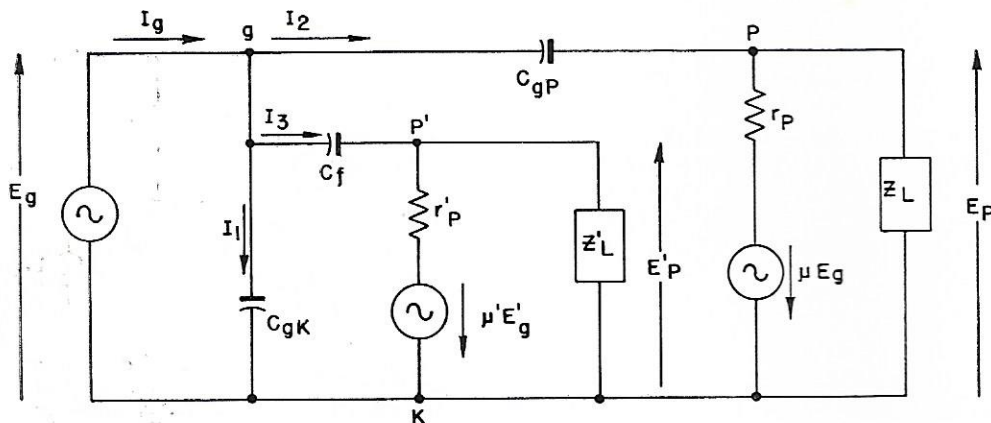 Ig
g
I2
P
CgP
I3
P'
Cf
rP
r'P
ZL
Eg
EP
I1
Z'L
E'P
μEg
CgK
μ'E'g
K